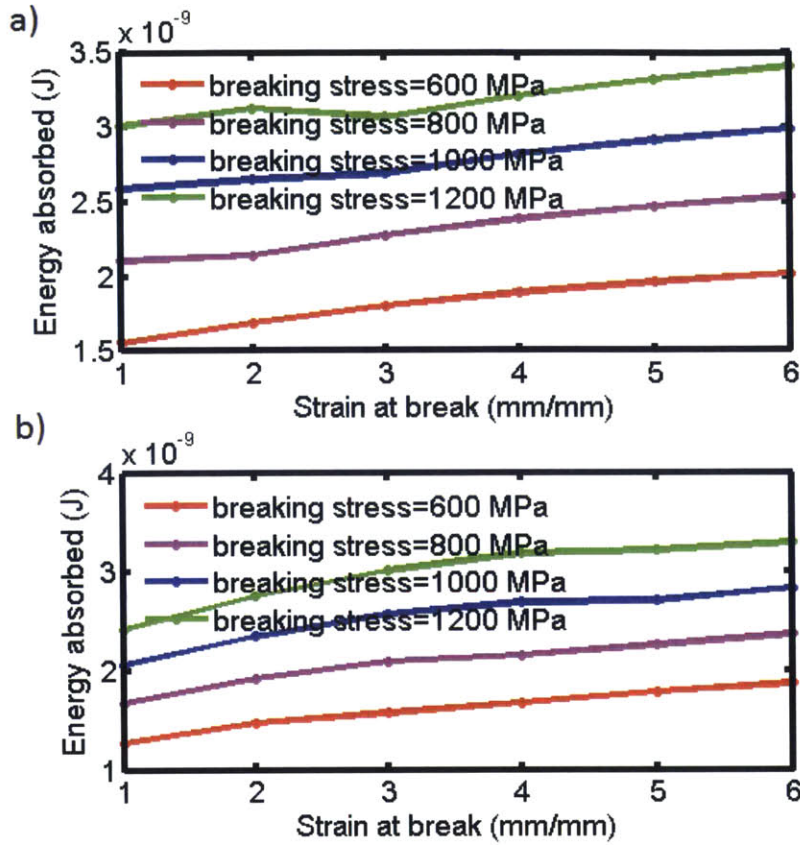 a)
x 10-9
3.5
3
2.5
2
1.5
Energy absorbed (J)
breaking stress=600 MPa
breaking stress=800 MPa
breaking stress=1000 MPa
breaking stress=1200 MPa
1 2 3 4 5 6
Strain at break (mm/mm)
b)
x 10-9
4
3
2
1
Energy absorbed (J)
breaking stress=600 MPa
breaking stress=800 MPa
breaking stress=1000 MPa
breaking stress=1200 MPa
1 2 3 4 5 6
Strain at break (mm/mm)